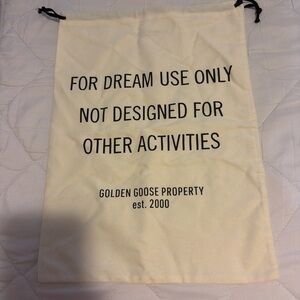 FOR DREAM USE ONLY
NOT DESIGNED FOR
OTHER ACTIVITIES
GOLDEN GOOSE PROPERTY
est. 2000